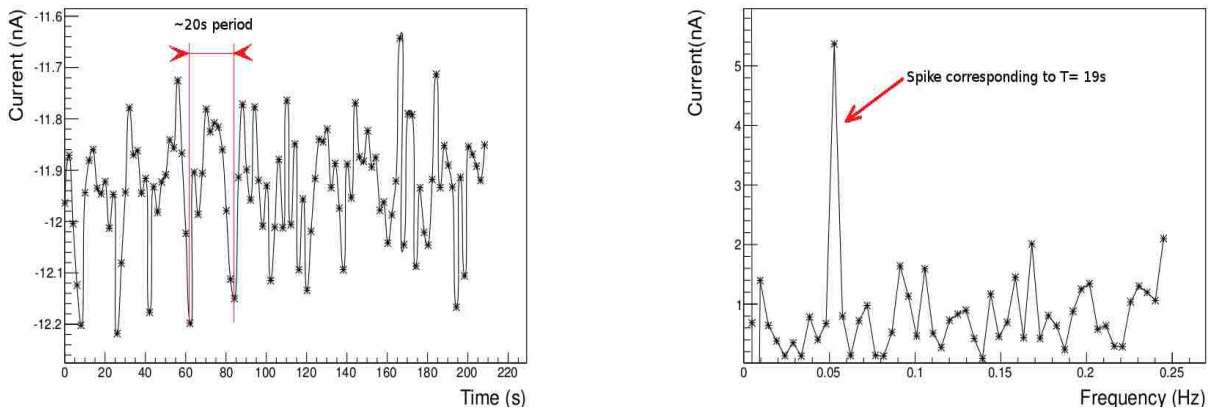 Current (nA)
-11.6
-11.7
-11.8
-11.9
-12
-12.1
-12.2
~20s period
0 20 40 60 80 100 120 140 160 180 200 220
Time (s)
Current(nA)
5
4
3
2
1
Spike corresponding to T= 19s
0 0.05 0.1 0.15 0.2 0.25
Frequency (Hz)